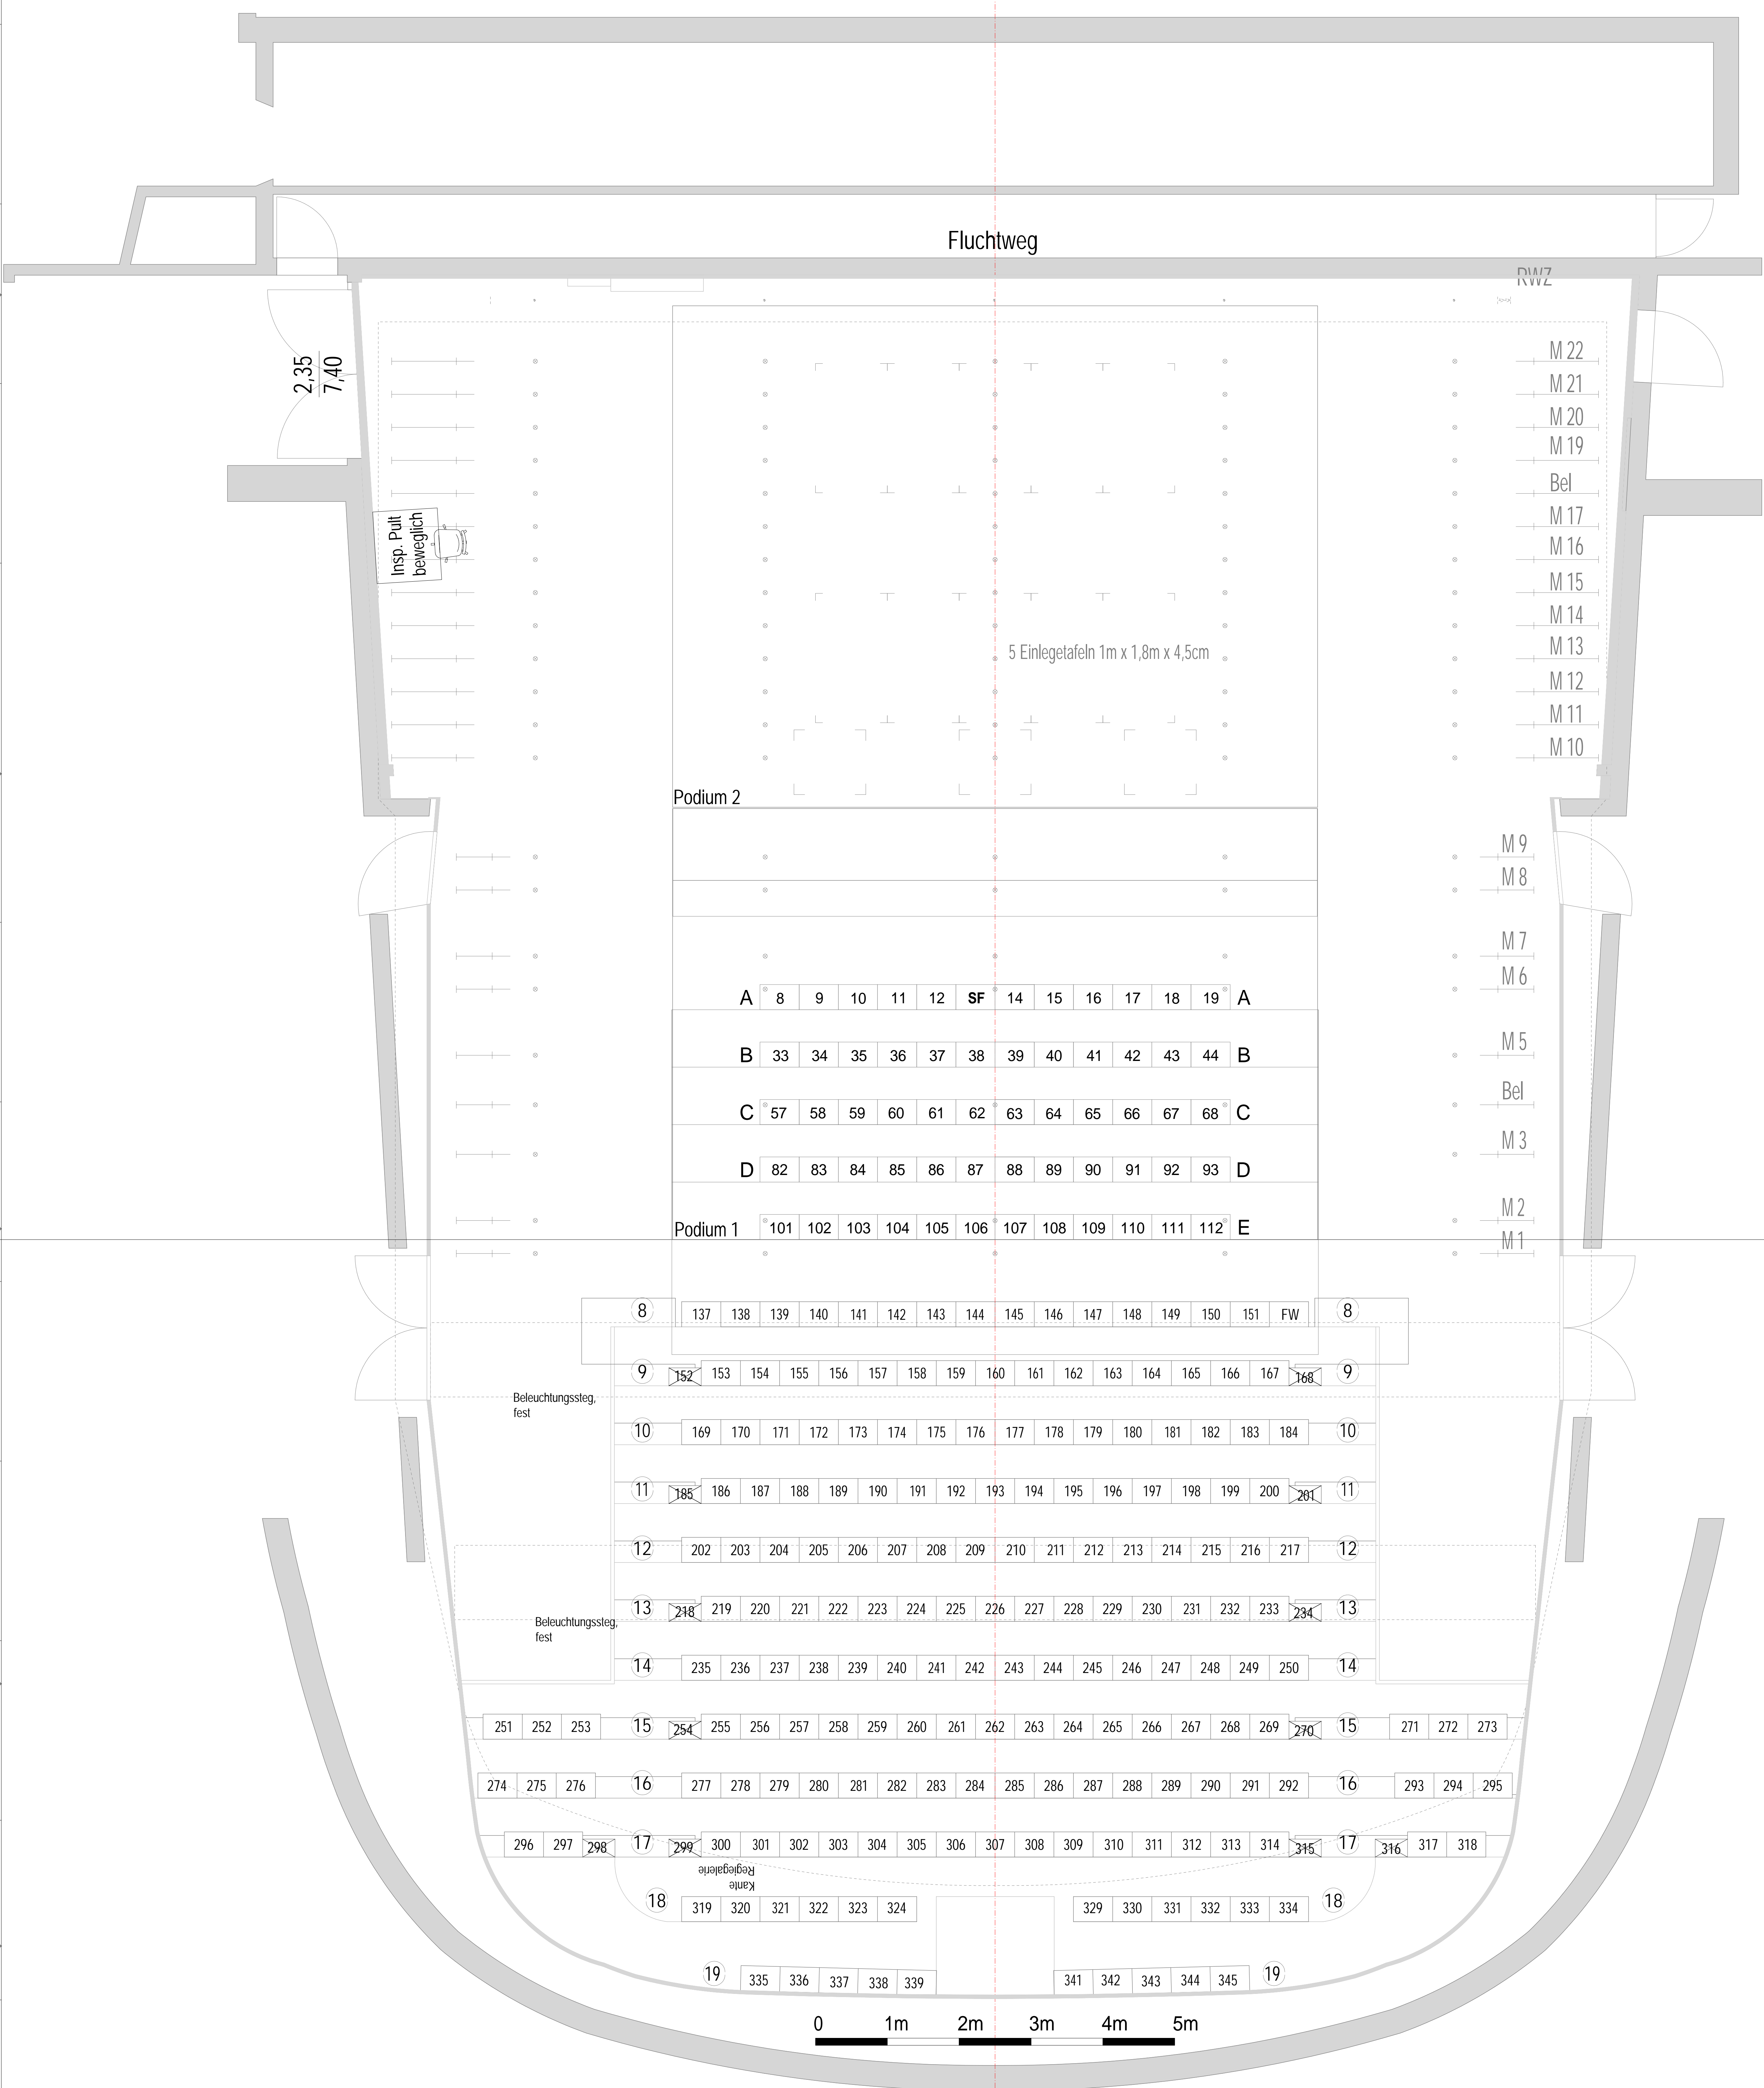 Fluchtweg
RWZ
2,35
7,40
M 22
M 21
M 20
M 19
Bel
M 17
M 16
M 15
M 14
M 13
M 12
M 11
M 10
Insp. Pult
beweglich
5 Einlegetafeln 1m x 1,8m x 4,5cm
Podium 2
M 9
M 8
M 7
M 6
A 8 9 10 11 12 SF 14 15 16 17 18 19 A
M 5
B 33 34 35 36 37 38 39 40 41 42 43 44 B
Bel
C 57 58 59 60 61 62 63 64 65 66 67 68 C
M 3
D 82 83 84 85 86 87 88 89 90 91 92 93 D
M 2
Podium 1 101 102 103 104 105 106 107 108 109 110 111 112 E
M 1
8 137 138 139 140 141 142 143 144 145 146 147 148 149 150 151 FW 8
9 152 153 154 155 156 157 158 159 160 161 162 163 164 165 166 167 168 9
Beleuchtungssteg,
fest
10 169 170 171 172 173 174 175 176 177 178 179 180 181 182 183 184 10
11 185 186 187 188 189 190 191 192 193 194 195 196 197 198 199 200 201 11
12 202 203 204 205 206 207 208 209 210 211 212 213 214 215 216 217 12
13 218 219 220 221 222 223 224 225 226 227 228 229 230 231 232 233 234 13
Beleuchtungssteg,
fest
14 235 236 237 238 239 240 241 242 243 244 245 246 247 248 249 250 14
251 252 253 15 254 255 256 257 258 259 260 261 262 263 264 265 266 267 268 269 270 15 271 272 273
274 275 276 16 277 278 279 280 281 282 283 284 285 286 287 288 289 290 291 292 16 293 294 295
296 297 298 17 299 300 301 302 303 304 305 306 307 308 309 310 311 312 313 314 315 17 316 317 318
Kante
Regiegalerie
18 319 320 321 322 323 324 329 330 331 332 333 334 18
19 335 336 337 338 339 341 342 343 344 345 19
0 1m 2m 3m 4m 5m